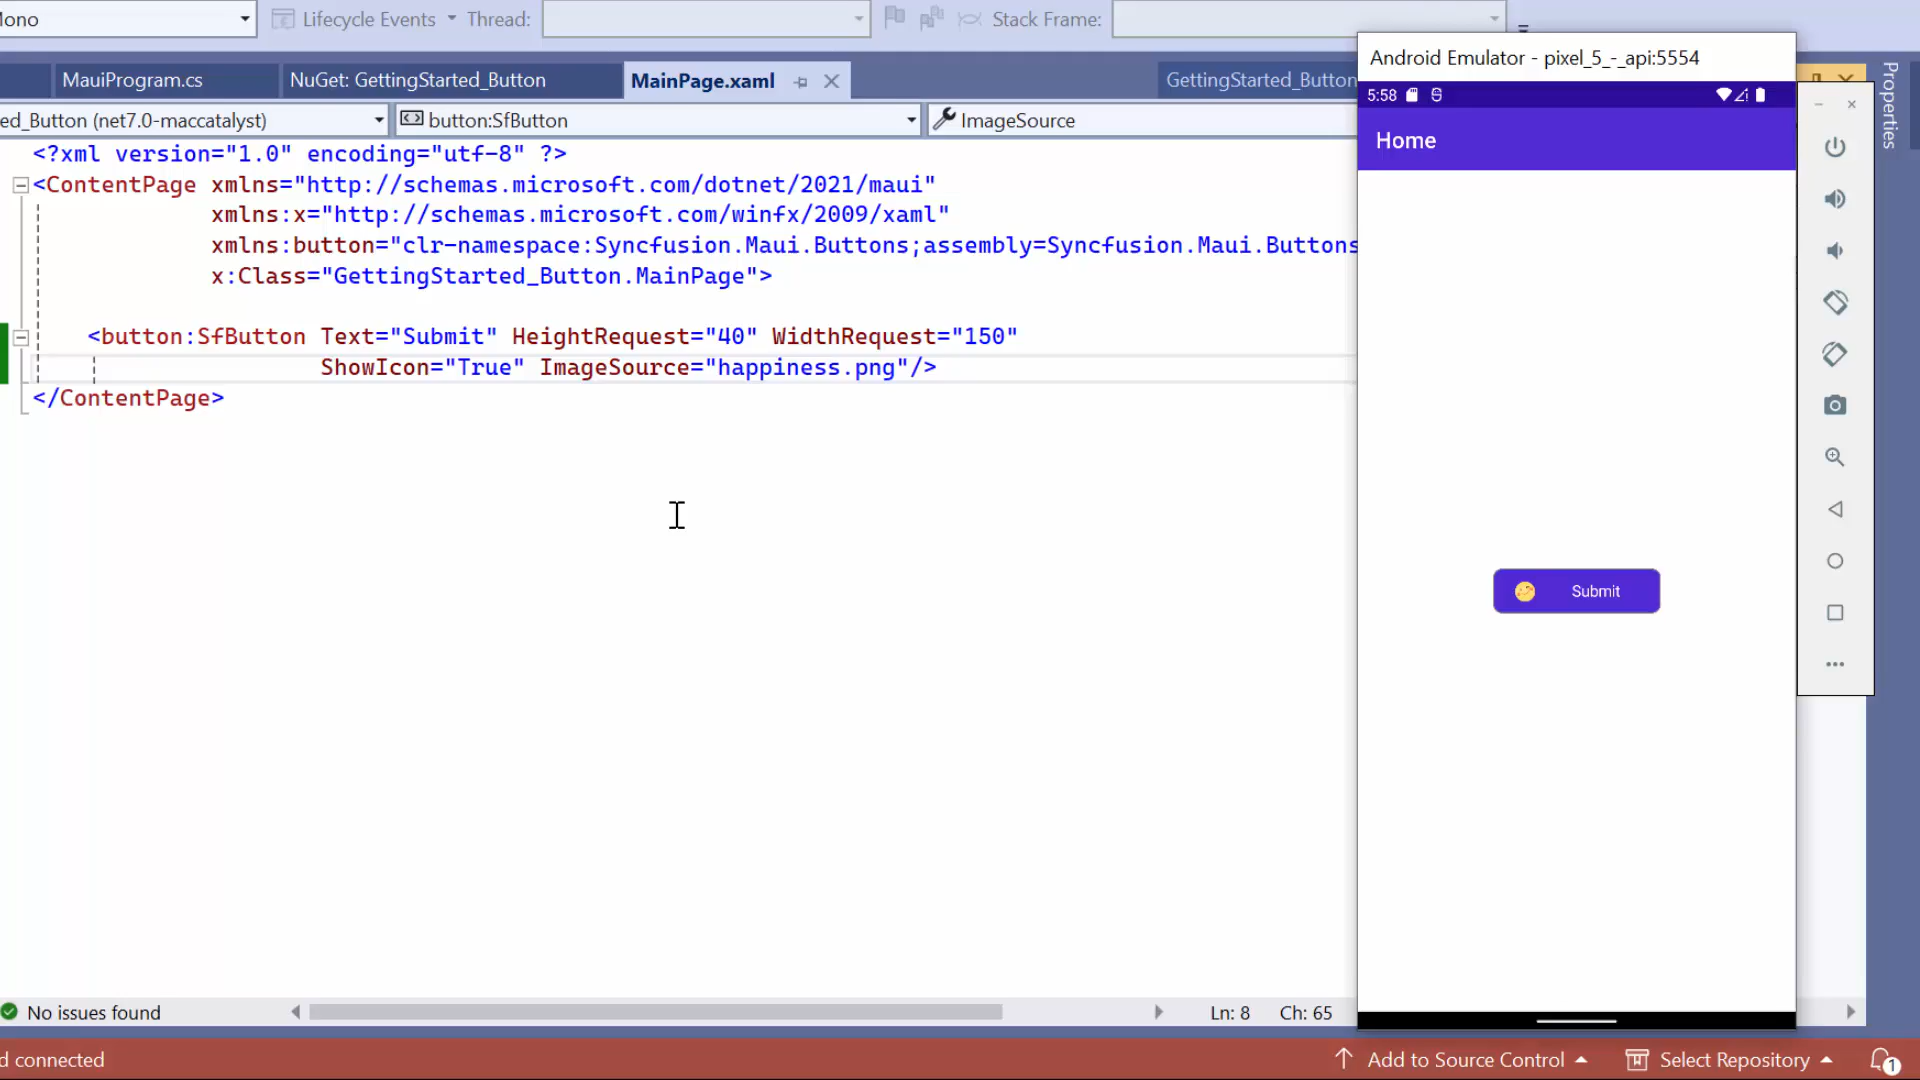 Mono
Lifecycle Events
Thread:
Stack Frame:
MauiProgram.cs
NuGet: GettingStarted_Button
MainPage.xaml
GettingStarted_Button
ed_Button (net7.0-maccatalyst)
button:SfButton
ImageSource
<?xml version="1.0" encoding="utf-8" ?>
<ContentPage xmlns="http://schemas.microsoft.com/dotnet/2021/maui"
xmlns:x="http://schemas.microsoft.com/winfx/2009/xaml"
xmlns:button="clr-namespace:Syncfusion.Maui.Buttons;assembly=Syncfusion.Maui.Buttons
x:Class="GettingStarted_Button.MainPage">
<button:SfButton Text="Submit" HeightRequest="40" WidthRequest="150"
ShowIcon="True" ImageSource="happiness.png"/>
</ContentPage>
Android Emulator - pixel_5_-_api:5554
5:58
Home
Submit
Properties
No issues found
Ln: 8
Ch: 65
d connected
Add to Source Control
Select Repository
1